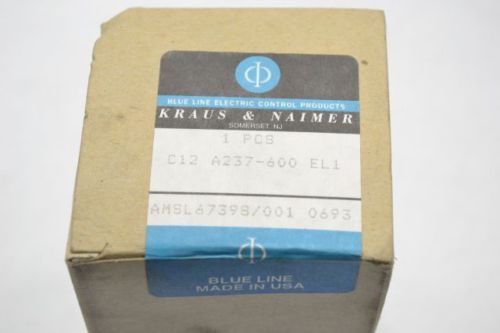 BLUE LINE ELECTRIC CONTROL PRODUCTS
KRAUS & NAIMER
SOMERSET, NJ
1 PCS
C12 A237-600 EL1
AMSL67398/001 0693
BLUE LINE
MADE IN USA